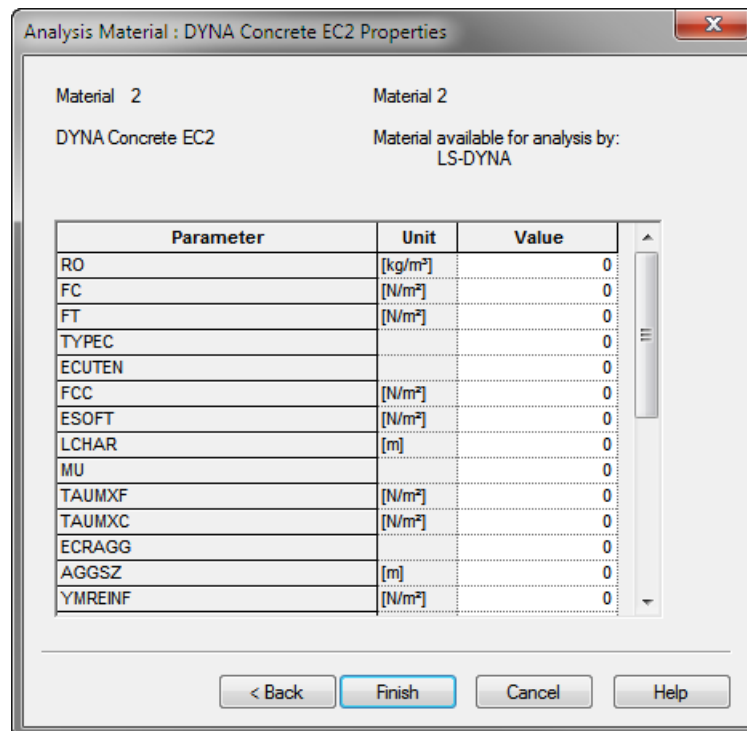 Analysis Material : DYNA Concrete EC2 Properties
Material 2 Material 2
DYNA Concrete EC2 Material available for analysis by:
LS-DYNA
Parameter Unit Value
RO [kg/m³] 0
FC [N/m²] 0
FT [N/m²] 0
TYPEC 0
ECUTEN 0
FCC [N/m²] 0
ESOFT [N/m²] 0
LCHAR [m] 0
MU 0
TAUMXF [N/m²] 0
TAUMXC [N/m²] 0
ECRAGG 0
AGGSZ [m] 0
YMREINF [N/m²] 0
< Back Finish Cancel Help